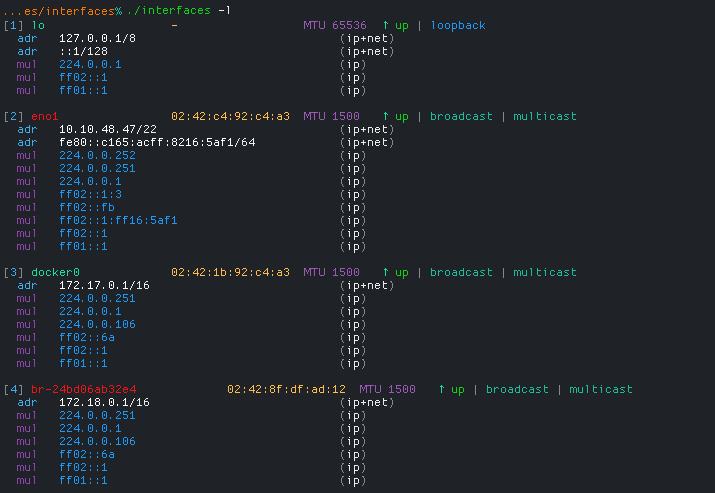 ...es/interfaces% ./interfaces -l
[1] lo - MTU 65536 ↑ up | loopback
adr 127.0.0.1/8 (ip+net)
adr ::1/128 (ip+net)
mul 224.0.0.1 (ip)
mul ff02::1 (ip)
mul ff01::1 (ip)
[2] eno1 02:42:c4:92:c4:a3 MTU 1500 ↑ up | broadcast | multicast
adr 10.10.48.47/22 (ip+net)
adr fe80::c165:acff:8216:5af1/64 (ip+net)
mul 224.0.0.252 (ip)
mul 224.0.0.251 (ip)
mul 224.0.0.1 (ip)
mul ff02::1:3 (ip)
mul ff02::fb (ip)
mul ff02::1:ff16:5af1 (ip)
mul ff02::1 (ip)
mul ff01::1 (ip)
[3] docker0 02:42:1b:92:c4:a3 MTU 1500 ↑ up | broadcast | multicast
adr 172.17.0.1/16 (ip+net)
mul 224.0.0.251 (ip)
mul 224.0.0.1 (ip)
mul 224.0.0.106 (ip)
mul ff02::6a (ip)
mul ff02::1 (ip)
mul ff01::1 (ip)
[4] br-24bd06ab32e4 02:42:8f:df:ad:12 MTU 1500 ↑ up | broadcast | multicast
adr 172.18.0.1/16 (ip+net)
mul 224.0.0.251 (ip)
mul 224.0.0.1 (ip)
mul 224.0.0.106 (ip)
mul ff02::6a (ip)
mul ff02::1 (ip)
mul ff01::1 (ip)